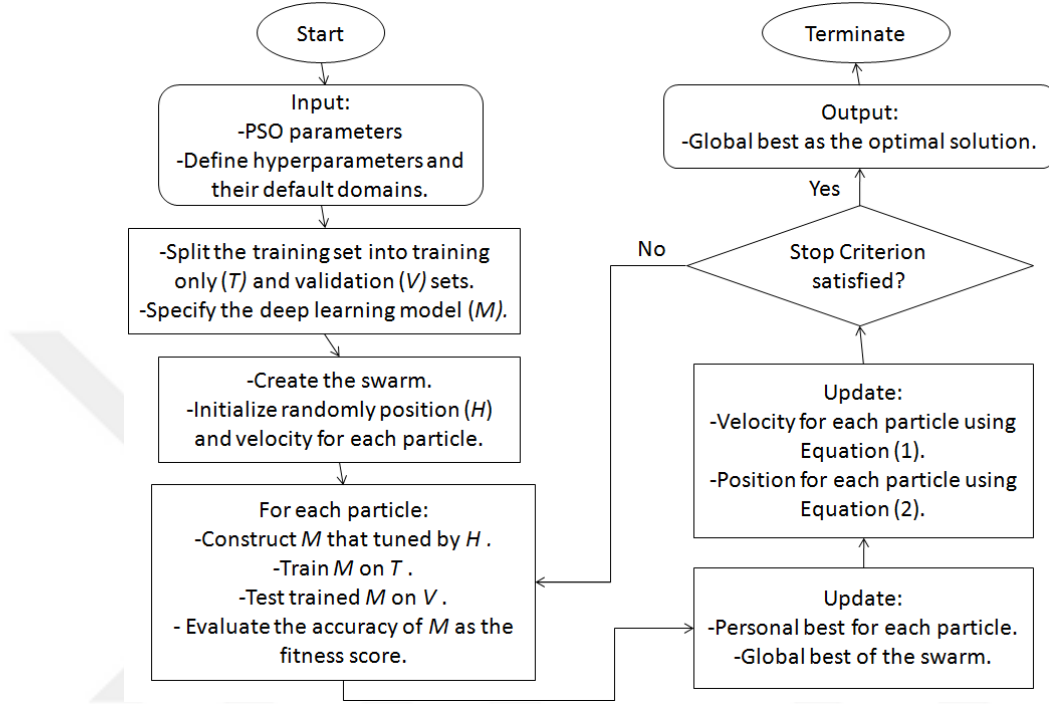 Start
Input:
-PSO parameters
-Define hyperparameters and
their default domains.
-Split the training set into training
only (T) and validation (V) sets.
-Specify the deep learning model (M).
-Create the swarm.
-Initialize randomly position (H)
and velocity for each particle.
For each particle:
-Construct M that tuned by H .
-Train M on T .
-Test trained M on V .
- Evaluate the accuracy of M as the
fitness score.
Update:
-Personal best for each particle.
-Global best of the swarm.
Update:
-Velocity for each particle using
Equation (1).
-Position for each particle using
Equation (2).
Stop Criterion
satisfied?
No
Yes
Output:
-Global best as the optimal solution.
Terminate